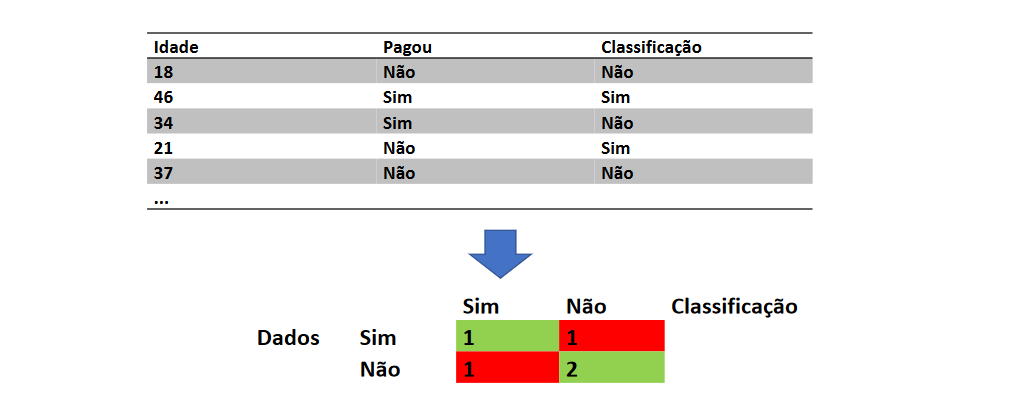 Idade Pagou Classificação
18 Não Não
46 Sim Sim
34 Sim Não
21 Não Sim
37 Não Não
...
Sim Não Classificação
Dados Sim 1 1
Não 1 2